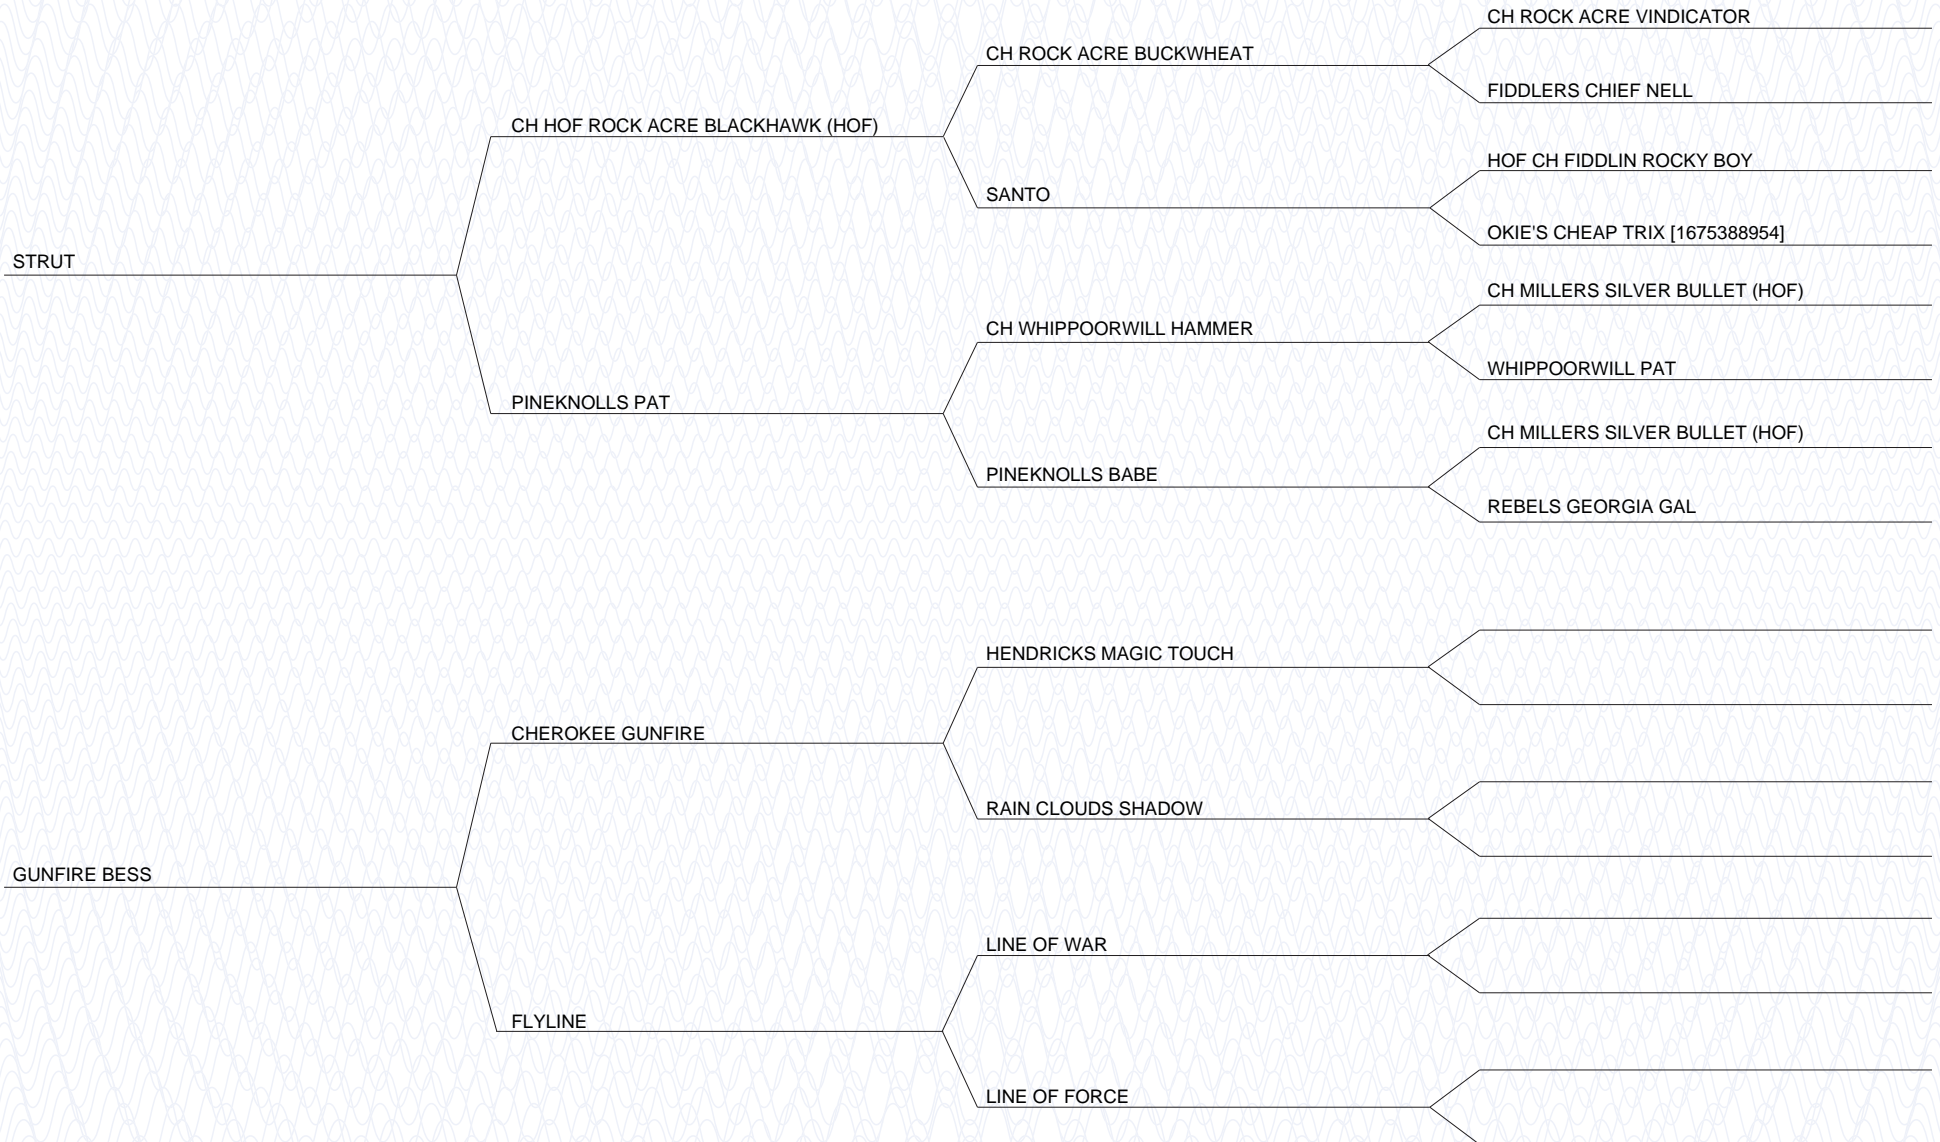 CH ROCK ACRE VINDICATOR
CH ROCK ACRE BUCKWHEAT
FIDDLERS CHIEF NELL
CH HOF ROCK ACRE BLACKHAWK (HOF)
HOF CH FIDDLIN ROCKY BOY
SANTO
OKIE'S CHEAP TRIX [1675388954]
STRUT
CH MILLERS SILVER BULLET (HOF)
CH WHIPPOORWILL HAMMER
WHIPPOORWILL PAT
PINEKNOLLS PAT
CH MILLERS SILVER BULLET (HOF)
PINEKNOLLS BABE
REBELS GEORGIA GAL
HENDRICKS MAGIC TOUCH
CHEROKEE GUNFIRE
RAIN CLOUDS SHADOW
GUNFIRE BESS
LINE OF WAR
FLYLINE
LINE OF FORCE